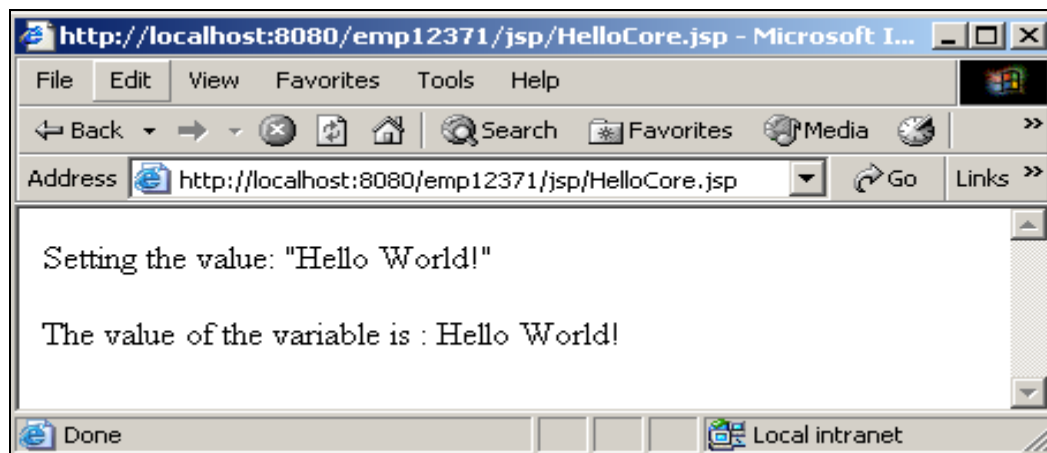 http://localhost:8080/emp12371/jsp/HelloCore.jsp - Microsoft I...
File Edit View Favorites Tools Help
Back Search Favorites Media »
Address http://localhost:8080/emp12371/jsp/HelloCore.jsp Go Links »
Setting the value: "Hello World!"
The value of the variable is : Hello World!
Done Local intranet